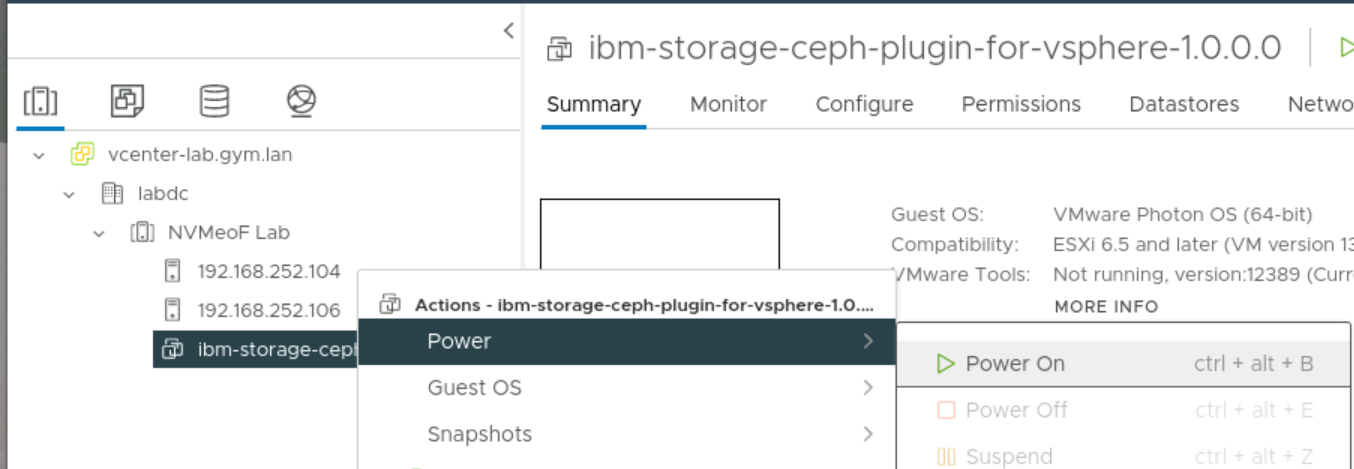 ibm-storage-ceph-plugin-for-vsphere-1.0.0.0
Summary Monitor Configure Permissions Datastores Netwo
vcenter-lab.gym.lan
labdc
NVMeoF Lab
192.168.252.104
192.168.252.106
ibm-storage-ceph
Guest OS: VMware Photon OS (64-bit)
Compatibility: ESXi 6.5 and later (VM version 13
VMware Tools: Not running, version:12389 (Curr
MORE INFO
Actions - ibm-storage-ceph-plugin-for-vsphere-1.0....
Power
Guest OS
Snapshots
Power On ctrl + alt + B
Power Off ctrl + alt + E
Suspend ctrl + alt + Z